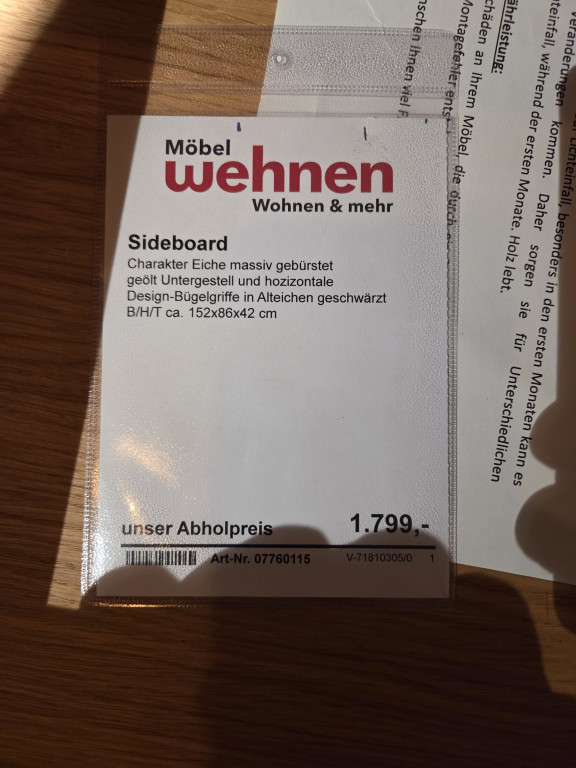 Möbel
wehnen
Wohnen & mehr
Sideboard
Charakter Eiche massiv gebürstet
geölt Untergestell und hozizontale
Design-Bügelgriffe in Alteichen geschwärzt
B/H/T ca. 152x86x42 cm
unser Abholpreis 1.799,-
Art-Nr. 07760115 V-71810305/0 1
Veränderungen kommen. Daher sorgen sie für Unterschiedlichen
Lichteinfall, besonders in den ersten Monaten kann es
hteinfall, während der ersten Monate. Holz lebt.
ährleistung:
chäden an Ihrem Möbel, die durch
Montagefehler ents
nschen Ihnen viel F